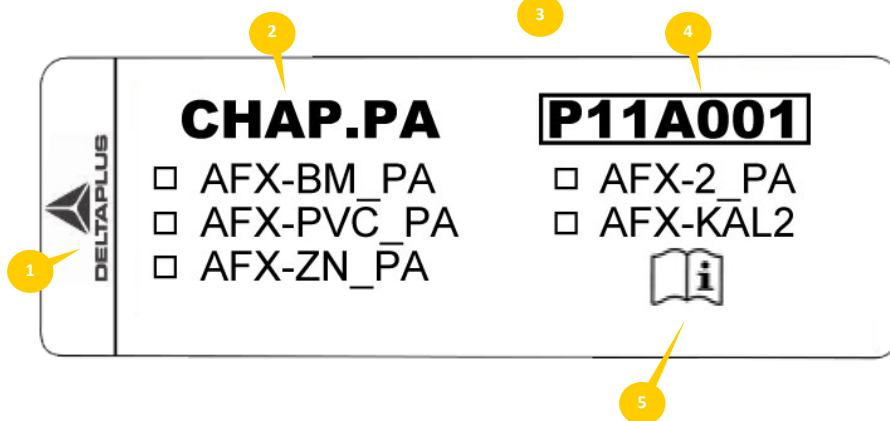 3
2
4
CHAP.PA P11A001
□ AFX-BM_PA □ AFX-2_PA
□ AFX-PVC_PA □ AFX-KAL2
□ AFX-ZN_PA
i
1
DELTAPLUS
5